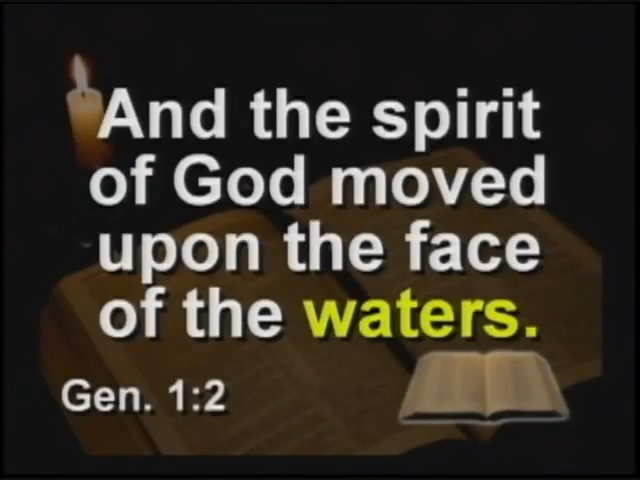 And the spirit
of God moved
upon the face
of the waters.
Gen. 1:2